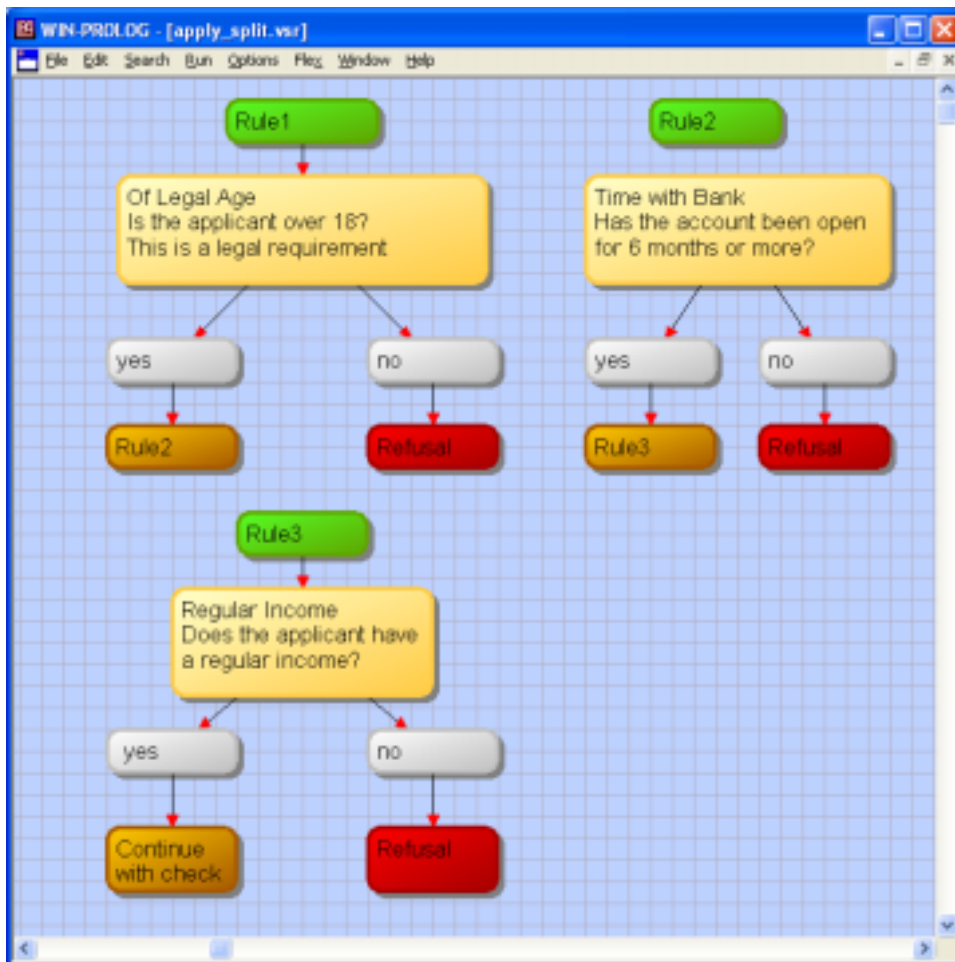 WIN-PROLOG - [apply_split.vsr]
File Edit Search Run Options Flex Window Help
Rule1
Of Legal Age
Is the applicant over 18?
This is a legal requirement
yes
no
Rule2
Refusal
Rule2
Time with Bank
Has the account been open
for 6 months or more?
yes
no
Rule3
Refusal
Rule3
Regular Income
Does the applicant have
a regular income?
yes
no
Continue
with check
Refusal